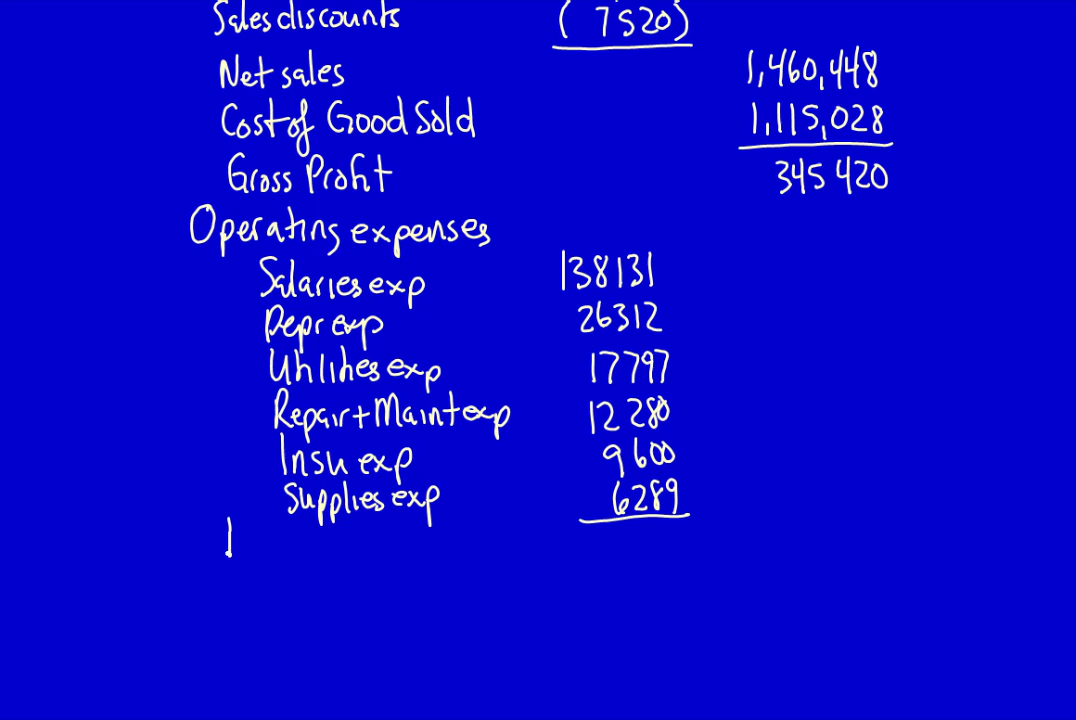 Sales discounts (7520)
Net sales 1,460,448
Cost of Good Sold 1,115,028
Gross Profit 345 420
Operating expenses
Salaries exp 138131
Depr exp 26312
Utilities exp 17797
Repair + Maint exp 12 280
Insu exp 9600
Supplies exp 6289